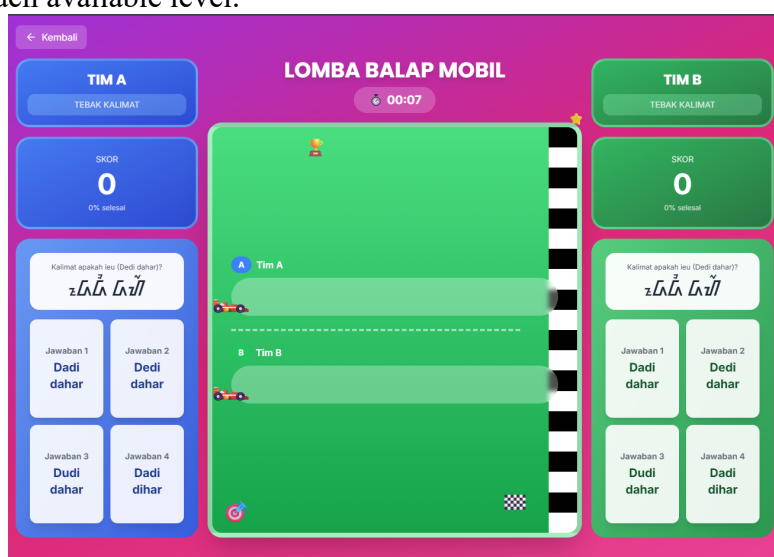 available level.
← Kembali
TIM A
TEBAK KALIMAT
SKOR
0
0% selesai
Kalimat apakah ieu (Dedi dahar)?
ᮓᮦᮓᮤ ᮓᮠᮁ
Jawaban 1
Dadi
dahar
Jawaban 2
Dedi
dahar
Jawaban 3
Dudi
dahar
Jawaban 4
Dadi
dihar
LOMBA BALAP MOBIL
00:07
A Tim A
B Tim B
TIM B
TEBAK KALIMAT
SKOR
0
0% selesai
Kalimat apakah ieu (Dedi dahar)?
ᮓᮦᮓᮤ ᮓᮠᮁ
Jawaban 1
Dadi
dahar
Jawaban 2
Dedi
dahar
Jawaban 3
Dudi
dahar
Jawaban 4
Dadi
dihar